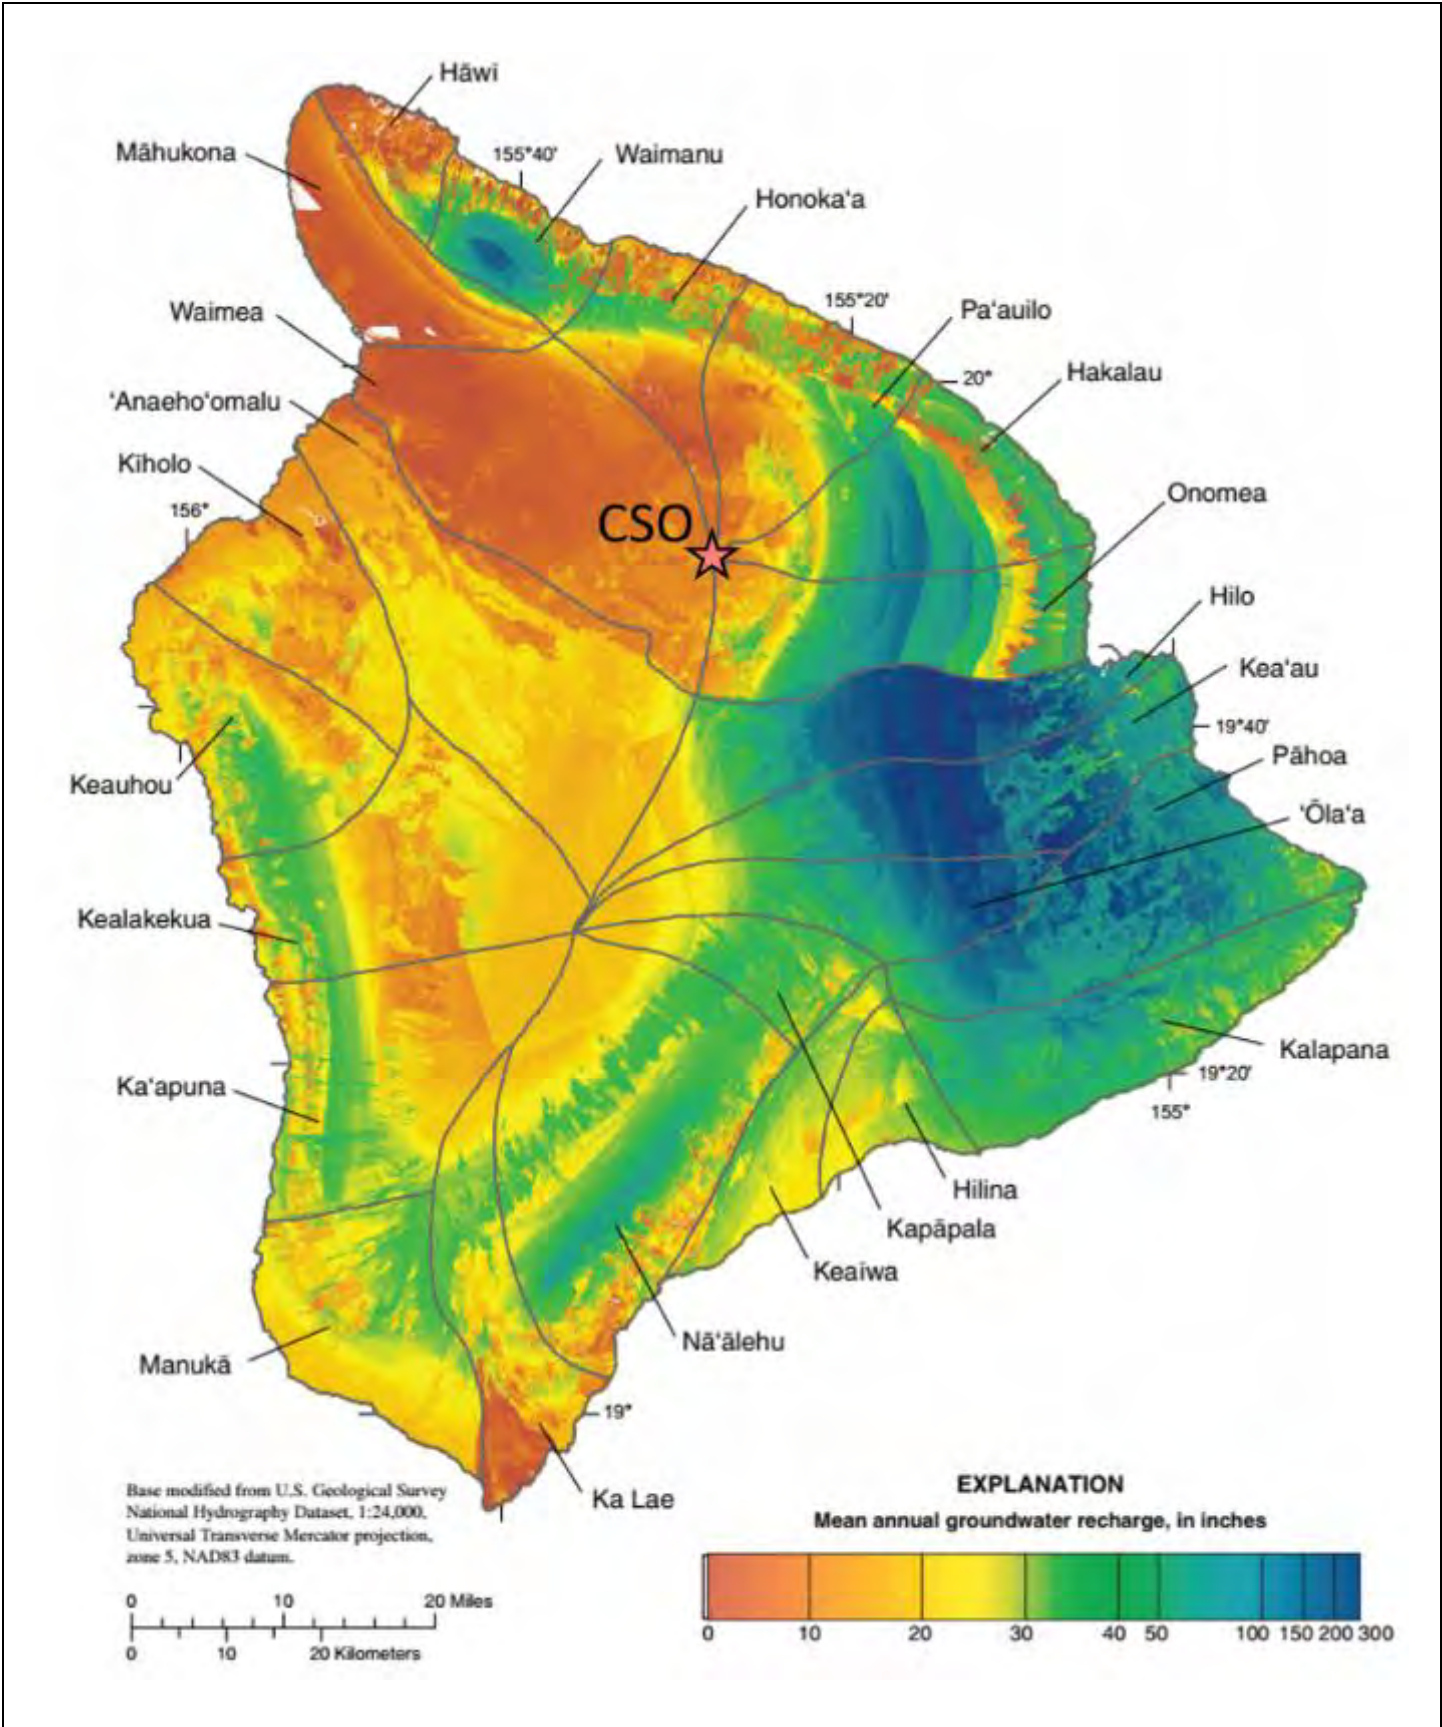 Hāwi
Māhukona
155°40'
Waimanu
Honoka‘a
Waimea
155°20'
Pa‘auilo
‘Anaeho‘omalu
20°
Hakalau
Kīholo
156°
CSO
Onomea
Hilo
Kea‘au
19°40'
Keauhou
Pāhoa
‘Ōla‘a
Kealakekua
Kalapana
Ka‘apuna
19°20'
155°
Hilina
Kapāpala
Keaīwa
Nā‘ālehu
Manukā
19°
Ka Lae
Base modified from U.S. Geological Survey
National Hydrography Dataset, 1:24,000,
Universal Transverse Mercator projection,
zone 5, NAD83 datum.
0 10 20 Miles
0 10 20 Kilometers
EXPLANATION
Mean annual groundwater recharge, in inches
0 10 20 30 40 50 100 150 200 300